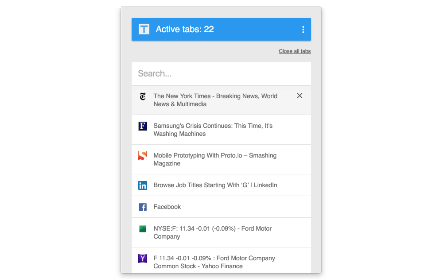 T Active tabs: 22
Close all tabs
Search...
The New York Times - Breaking News, World
News & Multimedia
Samsung's Crisis Continues: This Time, It's
Washing Machines
Mobile Prototyping With Proto.io – Smashing
Magazine
Browse Job Titles Starting With 'G' | LinkedIn
Facebook
NYSE:F: 11.34 -0.01 (-0.09%) - Ford Motor
Company
F 11.34 -0.01 -0.09% : Ford Motor Company
Common Stock - Yahoo Finance